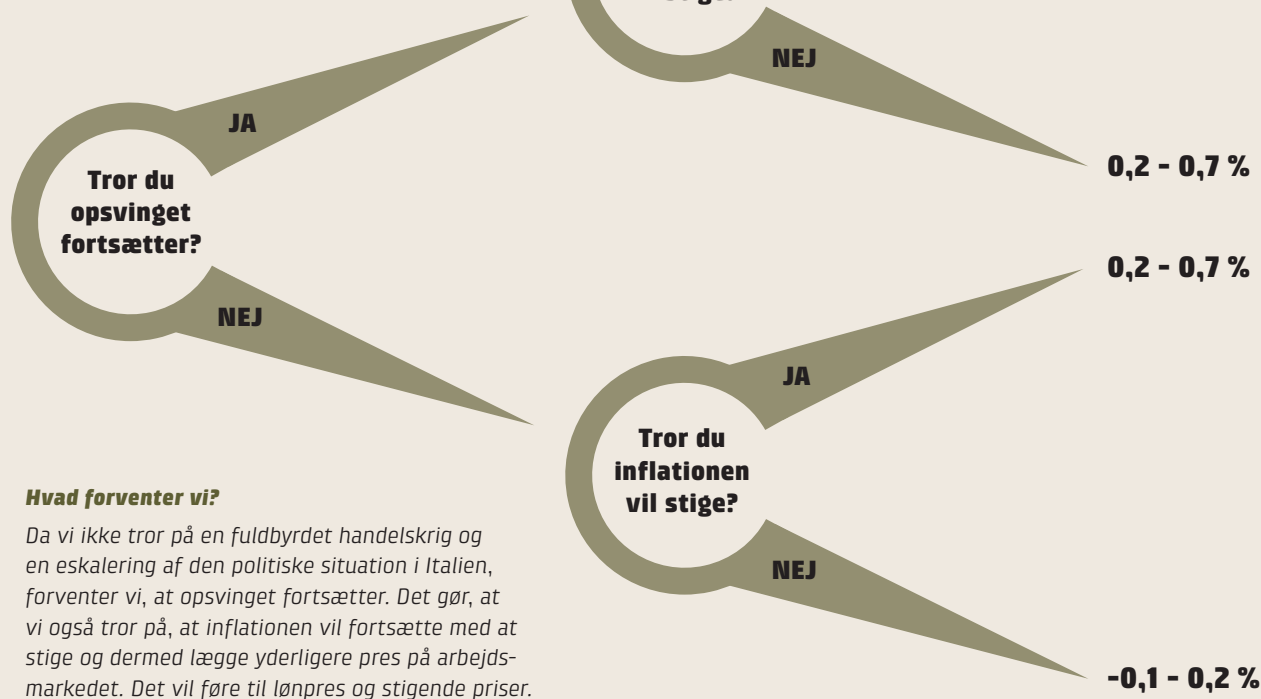 NEJ
JA
0,2 - 0,7 %
Tror du
opsvinget
fortsætter?
0,2 - 0,7 %
NEJ
JA
Tror du
inflationen
vil stige?
Hvad forventer vi?
Da vi ikke tror på en fuldbyrdet handelskrig og
en eskalering af den politiske situation i Italien,
forventer vi, at opsvinget fortsætter. Det gør, at
vi også tror på, at inflationen vil fortsætte med at
stige og dermed lægge yderligere pres på arbejds-
markedet. Det vil føre til lønpres og stigende priser.
NEJ
-0,1 - 0,2 %